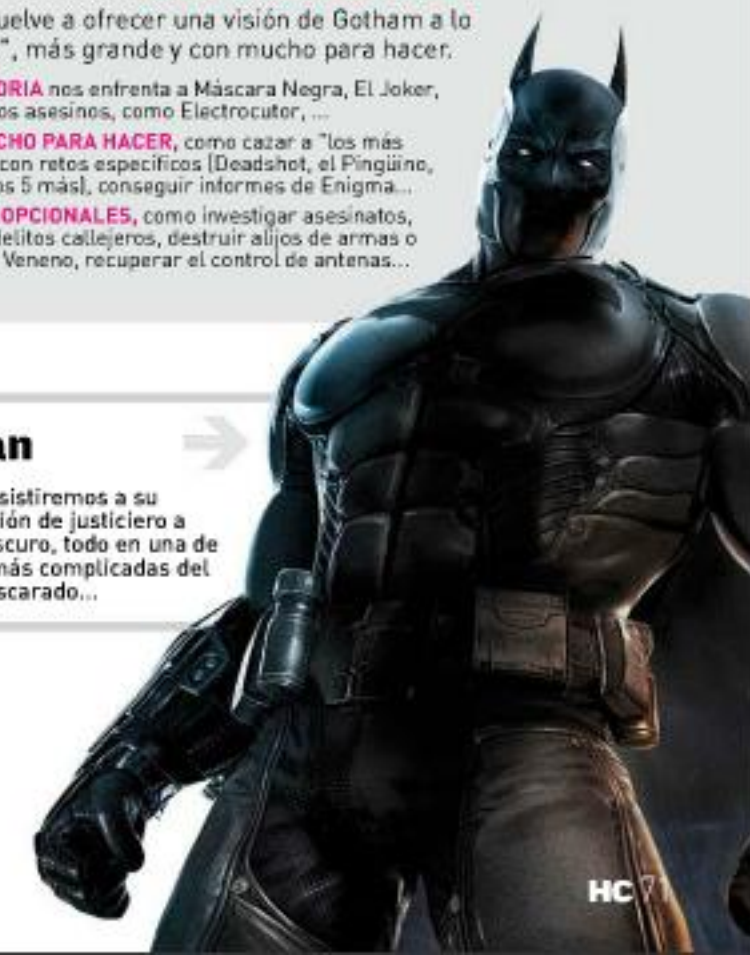 uelve a ofrecer una visión de Gotham a lo
", más grande y con mucho para hacer.
ORIA nos enfrenta a Máscara Negra, El Joker,
os asesinos, como Electrocutor, ...
CHO PARA HACER, como cazar a "los más
con retos específicos (Deadshot, el Pingüino,
os 5 más), conseguir informes de Enigma...
OPCIONALES, como investigar asesinatos,
delitos callejeros, destruir alijos de armas o
Veneno, recuperar el control de antenas...
an
sistiremos a su
ión de justiciero a
scuro, todo en una de
más complicadas del
scarado...
HC 71